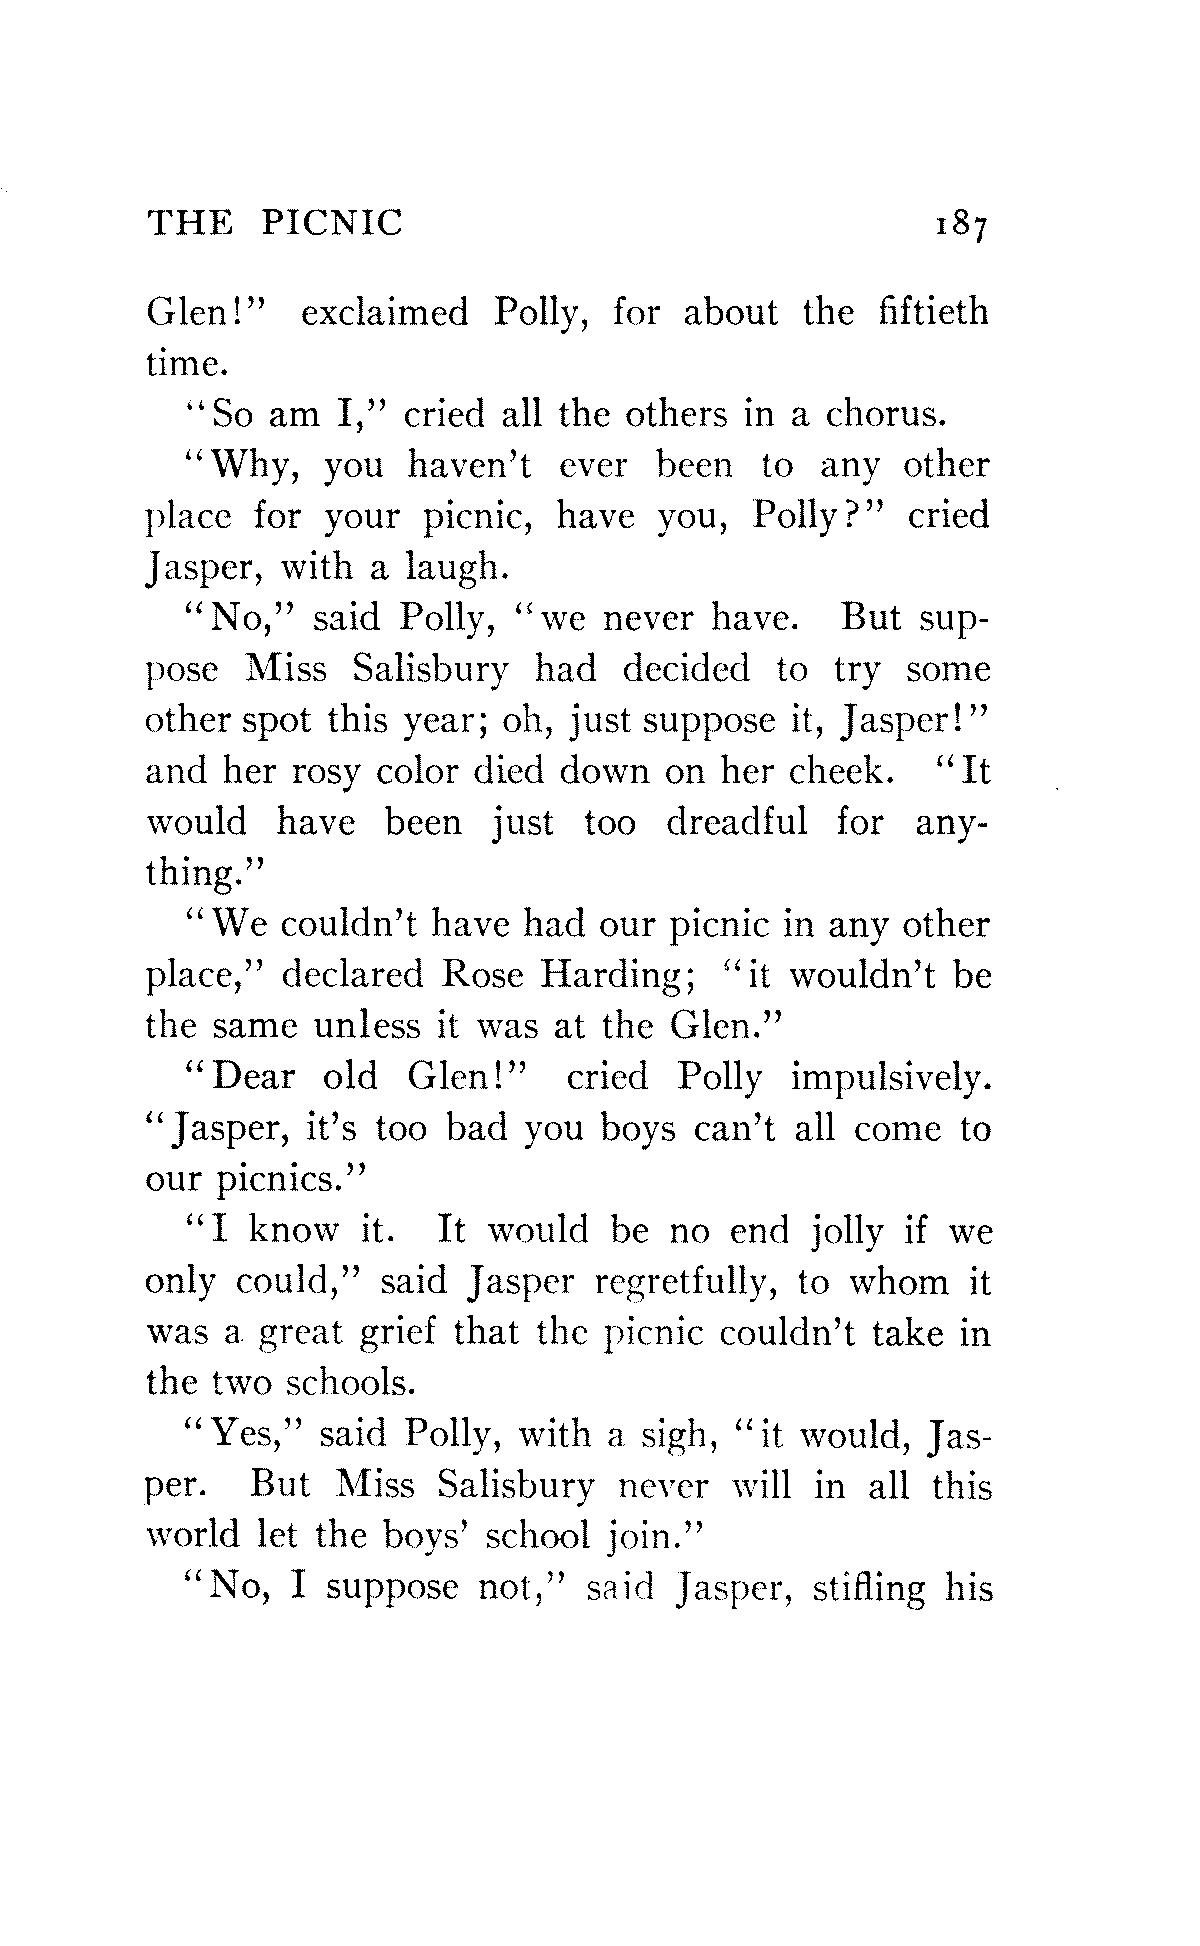 THE PICNIC 187
Glen!" exclaimed Polly, for about the fiftieth
time.
"So am I," cried all the others in a chorus.
"Why, you haven't ever been to any other
place for your picnic, have you, Polly?" cried
Jasper, with a laugh.
"No," said Polly, "we never have. But sup-
pose Miss Salisbury had decided to try some
other spot this year; oh, just suppose it, Jasper!"
and her rosy color died down on her cheek. "It
would have been just too dreadful for any-
thing."
"We couldn't have had our picnic in any other
place," declared Rose Harding; "it wouldn't be
the same unless it was at the Glen."
"Dear old Glen!" cried Polly impulsively.
"Jasper, it's too bad you boys can't all come to
our picnics."
"I know it. It would be no end jolly if we
only could," said Jasper regretfully, to whom it
was a great grief that the picnic couldn't take in
the two schools.
"Yes," said Polly, with a sigh, "it would, Jas-
per. But Miss Salisbury never will in all this
world let the boys' school join."
"No, I suppose not," said Jasper, stifling his